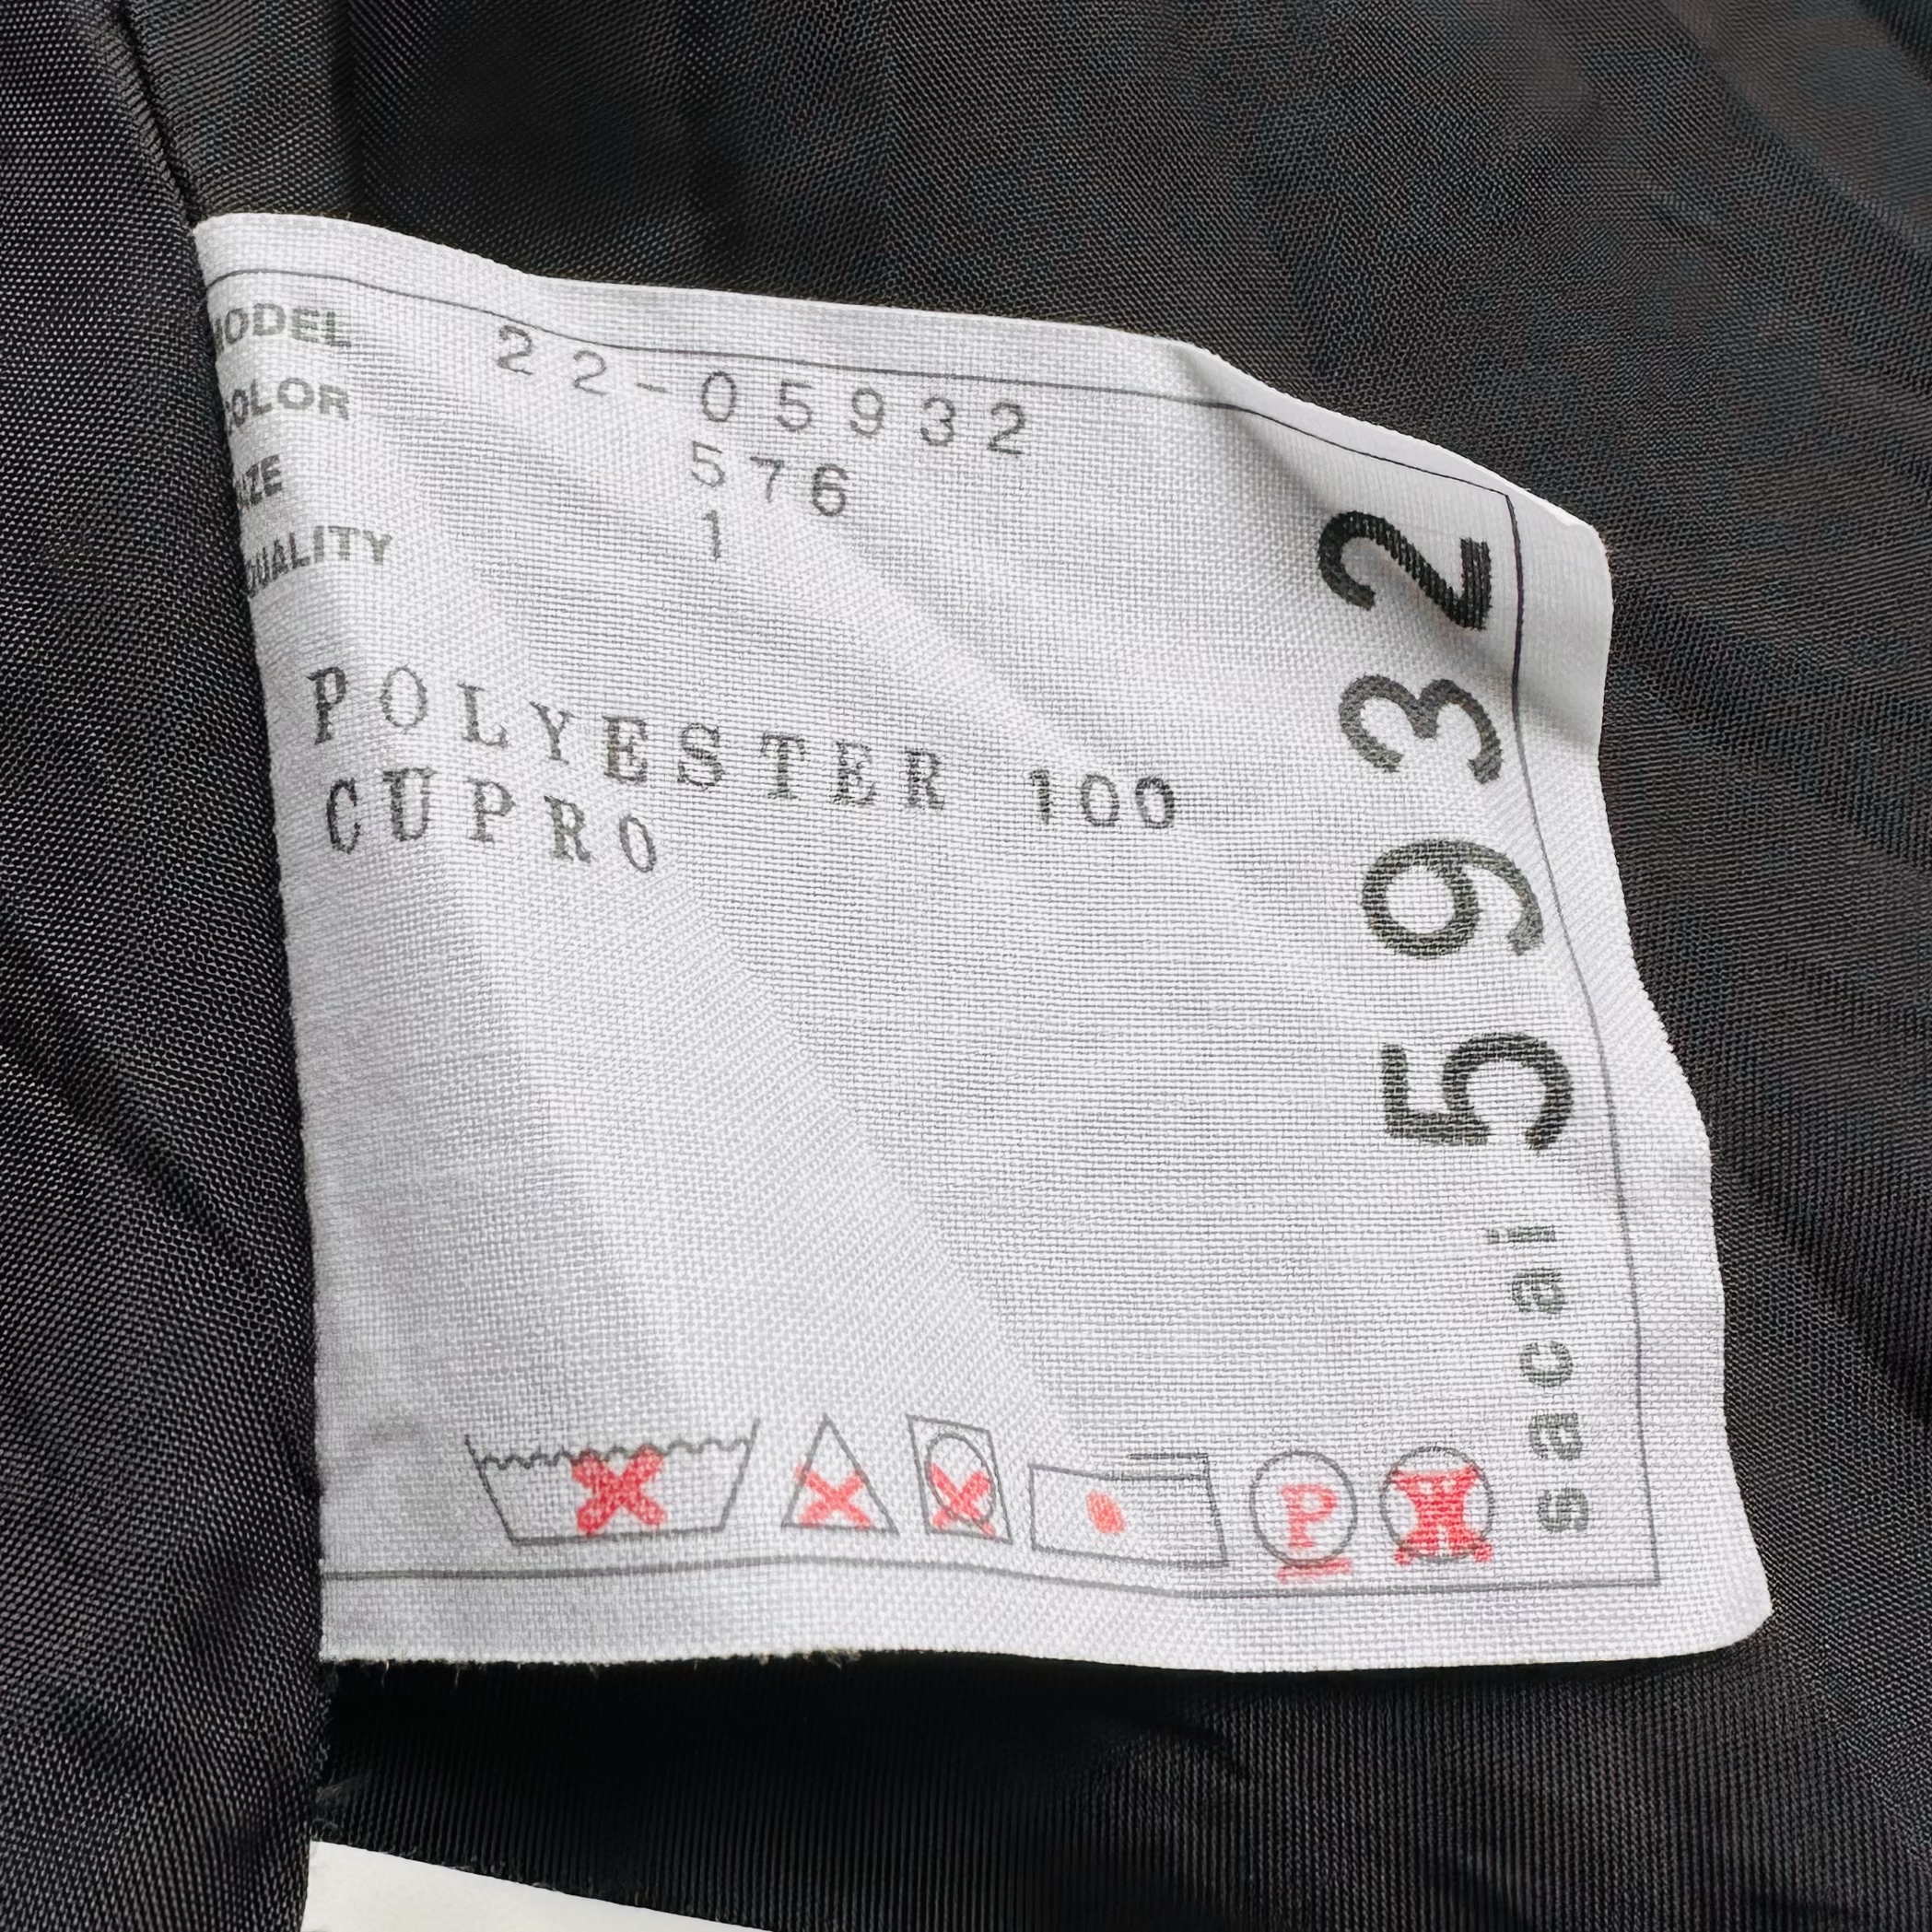 MODEL 22-05932
COLOR 576
SIZE 1
QUALITY
POLYESTER 100
CUPRO
sacai 5932
P